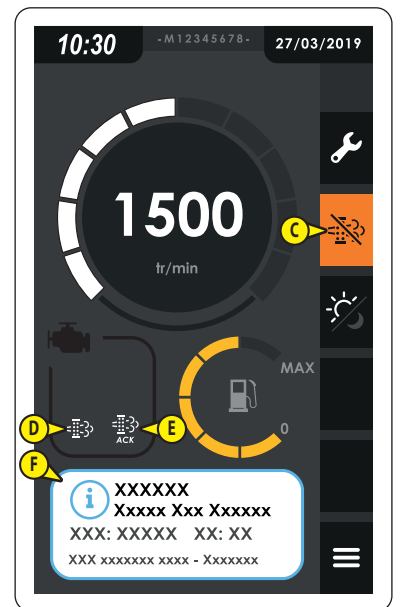 10:30
-M12345678-
27/03/2019
1500
tr/min
C
MAX
0
D
E
ACK
F
i
XXXXXX
Xxxxx Xxx Xxxxxx
XXX: XXXXX XX: XX
XXX xxxxxxx xxxx - Xxxxxxx